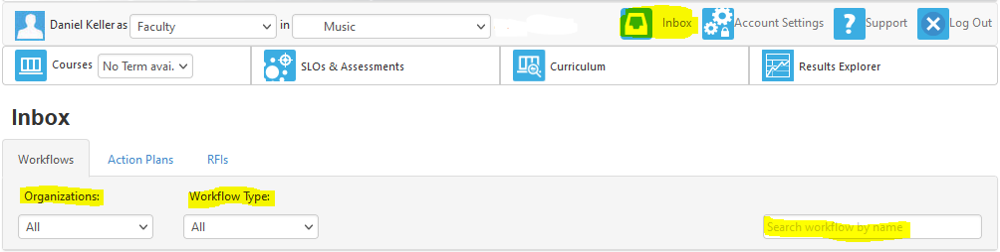 Daniel Keller as Faculty in Music Inbox Account Settings Support Log Out
Courses No Term avai. SLOs & Assessments Curriculum Results Explorer
Inbox
Workflows Action Plans RFIs
Organizations: Workflow Type:
All All Search workflow by name